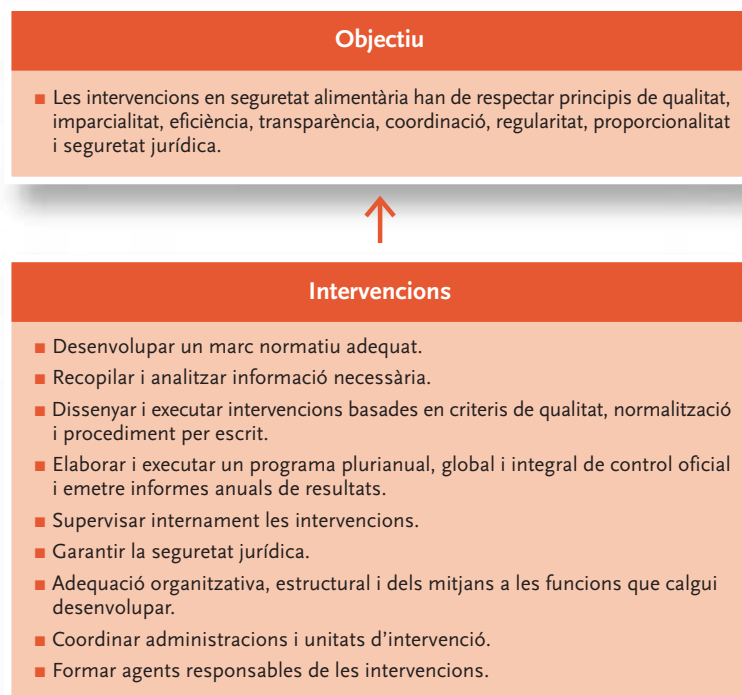 Objectiu
■ Les intervencions en seguretat alimentària han de respectar principis de qualitat,
imparcialitat, eficiència, transparència, coordinació, regularitat, proporcionalitat
i seguretat jurídica.
Intervencions
■ Desenvolupar un marc normatiu adequat.
■ Recopilar i analitzar informació necessària.
■ Dissenyar i executar intervencions basades en criteris de qualitat, normalització
i procediment per escrit.
■ Elaborar i executar un programa plurianual, global i integral de control oficial
i emetre informes anuals de resultats.
■ Supervisar internament les intervencions.
■ Garantir la seguretat jurídica.
■ Adequació organitzativa, estructural i dels mitjans a les funcions que calgui
desenvolupar.
■ Coordinar administracions i unitats d’intervenció.
■ Formar agents responsables de les intervencions.